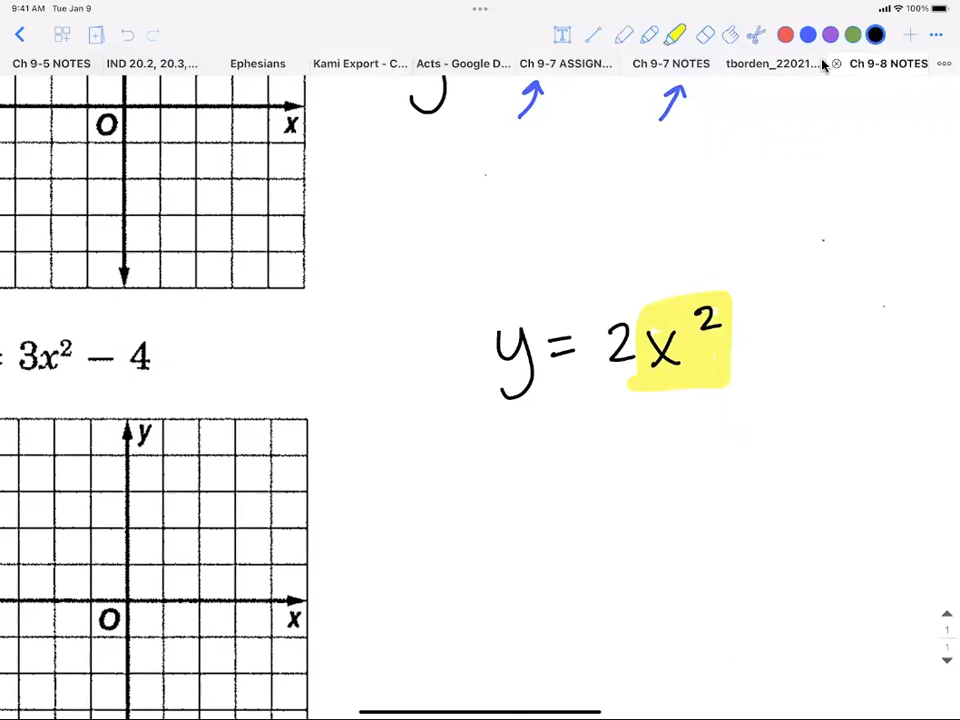 9:41 AM Tue Jan 9
100%
Ch 9-5 NOTES IND 20.2, 20.3,... Ephesians Kami Export - C... Acts - Google D... Ch 9-7 ASSIGN... Ch 9-7 NOTES tborden_22021... Ch 9-8 NOTES
y
O x
y = 2x²
= 3x² – 4
y
O x
1
1